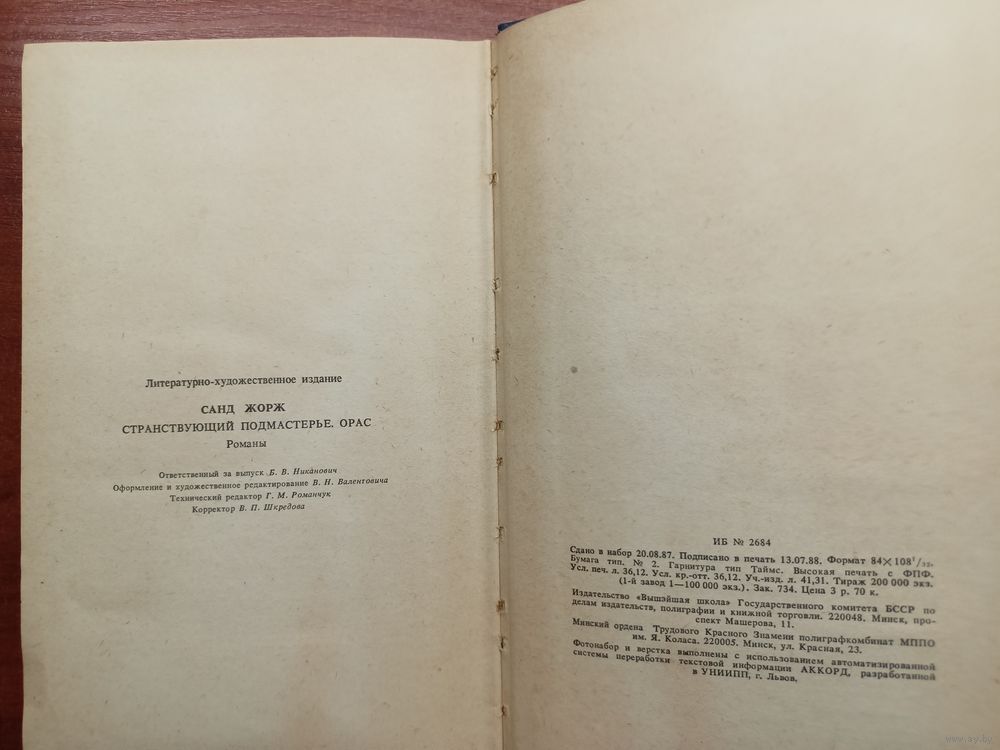 Литературно-художественное издание
САНД ЖОРЖ
СТРАНСТВУЮЩИЙ ПОДМАСТЕРЬЕ. ОРАС
Романы
Ответственный за выпуск Б. В. Никанович
Оформление и художественное редактирование В. Н. Валентовича
Технический редактор Г. М. Романчук
Корректор В. П. Шкредова
ИБ № 2684
Сдано в набор 20.08.87. Подписано в печать 13.07.88. Формат 84×108¹/₃₂.
Бумага тип. № 2. Гарнитура тип Таймс. Высокая печать с ФПФ.
Усл. печ. л. 36,12. Усл. кр.-отт. 36,12. Уч.-изд. л. 41,31. Тираж 200 000 экз.
(1-й завод 1—100 000 экз.). Зак. 734. Цена 3 р. 70 к.
Издательство «Вышэйшая школа» Государственного комитета БССР по
делам издательств, полиграфии и книжной торговли. 220048. Минск, про-
спект Машерова, 11.
Минский ордена Трудового Красного Знамени полиграфкомбинат МППО
им. Я. Коласа. 220005. Минск, ул. Красная, 23.
Фотонабор и верстка выполнены с использованием автоматизированной
системы переработки текстовой информации АККОРД, разработанной
в УНИИПП, г. Львов.
www.ay.by